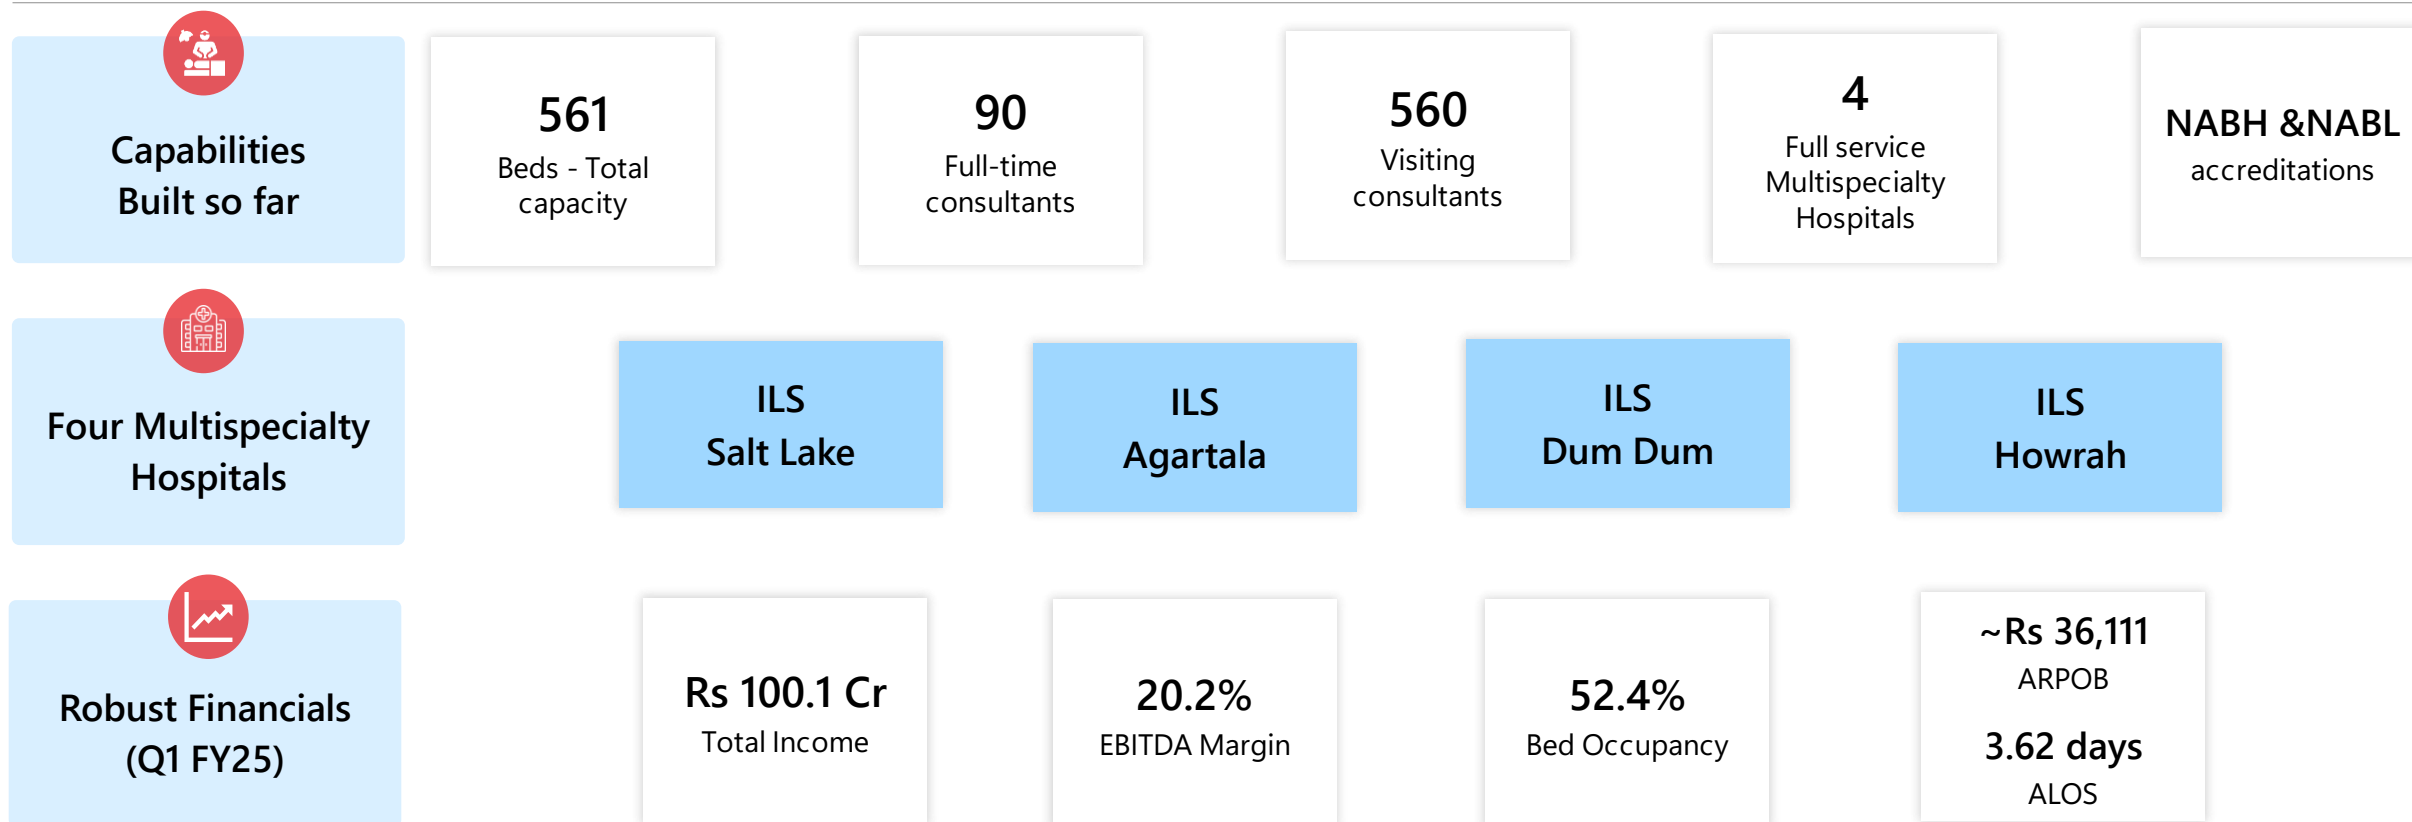 Capabilities
Built so far
561
Beds - Total
capacity
90
Full-time
consultants
560
Visiting
consultants
4
Full service
Multispecialty
Hospitals
NABH &NABL
accreditations
Four Multispecialty
Hospitals
ILS
Salt Lake
ILS
Agartala
ILS
Dum Dum
ILS
Howrah
Robust Financials
(Q1 FY25)
Rs 100.1 Cr
Total Income
20.2%
EBITDA Margin
52.4%
Bed Occupancy
~Rs 36,111
ARPOB
3.62 days
ALOS